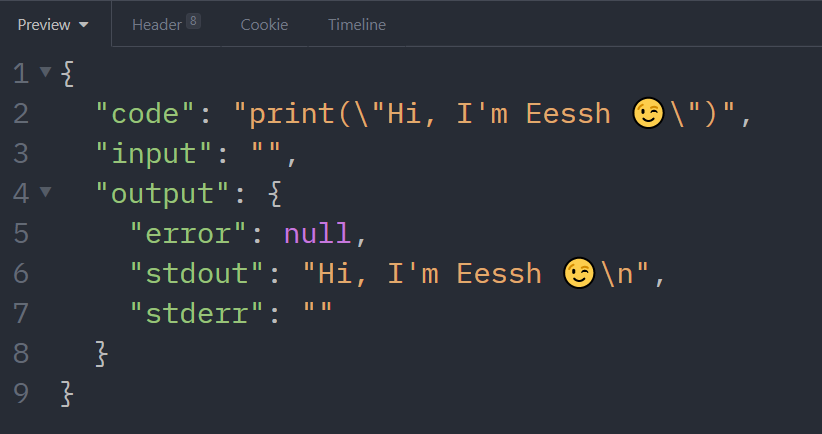 Preview Header 8 Cookie Timeline
1 {
2 "code": "print(\"Hi, I'm Eessh 😉\")",
3 "input": "",
4 "output": {
5 "error": null,
6 "stdout": "Hi, I'm Eessh 😉\n",
7 "stderr": ""
8 }
9 }